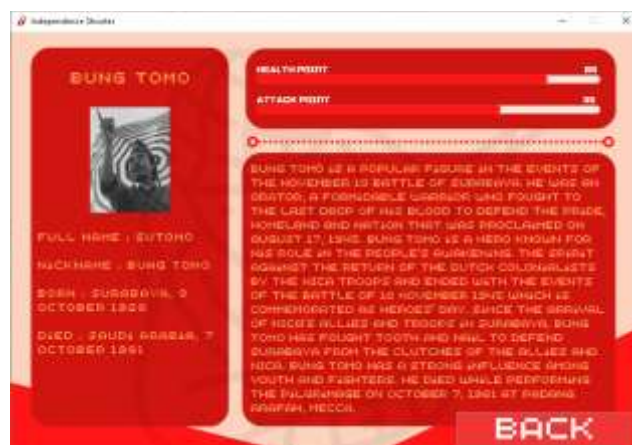 Independence Shooter
BUNG TOMO
FULL NAME : SUTOMO
NICKNAME : BUNG TOMO
BORN : SURABAYA, 3
OCTOBER 1920
DIED : SAUDI ARABIA, 7
OCTOBER 1981
HEALTH POINT
ATTACK POINT
BUNG TOMO IS A POPULAR FIGURE IN THE EVENTS OF
THE NOVEMBER 10 BATTLE OF SURABAYA. HE WAS AN
ORATOR, A FORMIDABLE WARRIOR WHO FOUGHT TO
THE LAST DROP OF HIS BLOOD TO DEFEND THE PRIDE,
HOMELAND AND NATION THAT WAS PROCLAIMED ON
AUGUST 17, 1945. BUNG TOMO IS A HERO KNOWN FOR
HIS ROLE IN THE PEOPLE'S AWAKENING. THE SPIRIT
AGAINST THE RETURN OF THE DUTCH COLONIALISTS
BY THE NICA TROOPS AND ENDED WITH THE EVENTS
OF THE BATTLE OF 10 NOVEMBER 1945 WHICH IS
COMMEMORATED AS HEROES' DAY. SINCE THE ARRIVAL
OF NICA'S ALLIES AND TROOPS IN SURABAYA, BUNG
TOMO HAS FOUGHT TOOTH AND NAIL TO DEFEND
SURABAYA FROM THE CLUTCHES OF THE ALLIES AND
NICA. BUNG TOMO HAS A STRONG INFLUENCE AMONG
YOUTH AND FIGHTERS. HE DIED WHILE PERFORMING
THE PILGRIMAGE ON OCTOBER 7, 1981 AT PADANG
ARAFAH, MECCA.
BACK